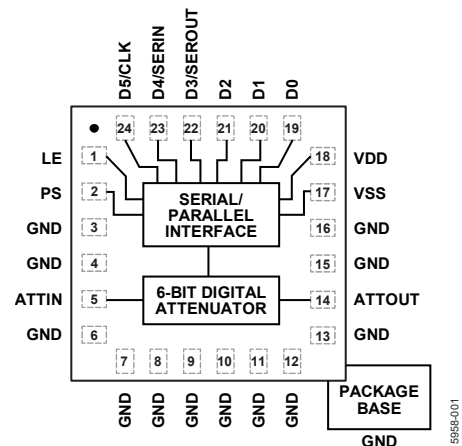 D5/CLK
D4/SERIN
D3/SEROUT
D2
D1
D0
24
23
22
21
20
19
LE
1
18
VDD
PS
2
17
VSS
SERIAL/
PARALLEL
INTERFACE
GND
3
16
GND
GND
4
15
GND
ATTIN
5
6-BIT DIGITAL
ATTENUATOR
14
ATTOUT
GND
6
13
GND
7
8
9
10
11
12
GND
GND
GND
GND
GND
GND
PACKAGE
BASE
GND
5958-001